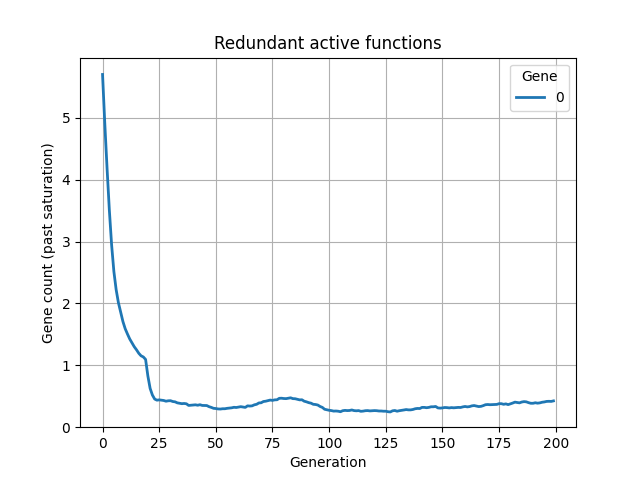 Redundant active functions
Gene
0
Gene count (past saturation)
5
4
3
2
1
0
0 25 50 75 100 125 150 175 200
Generation